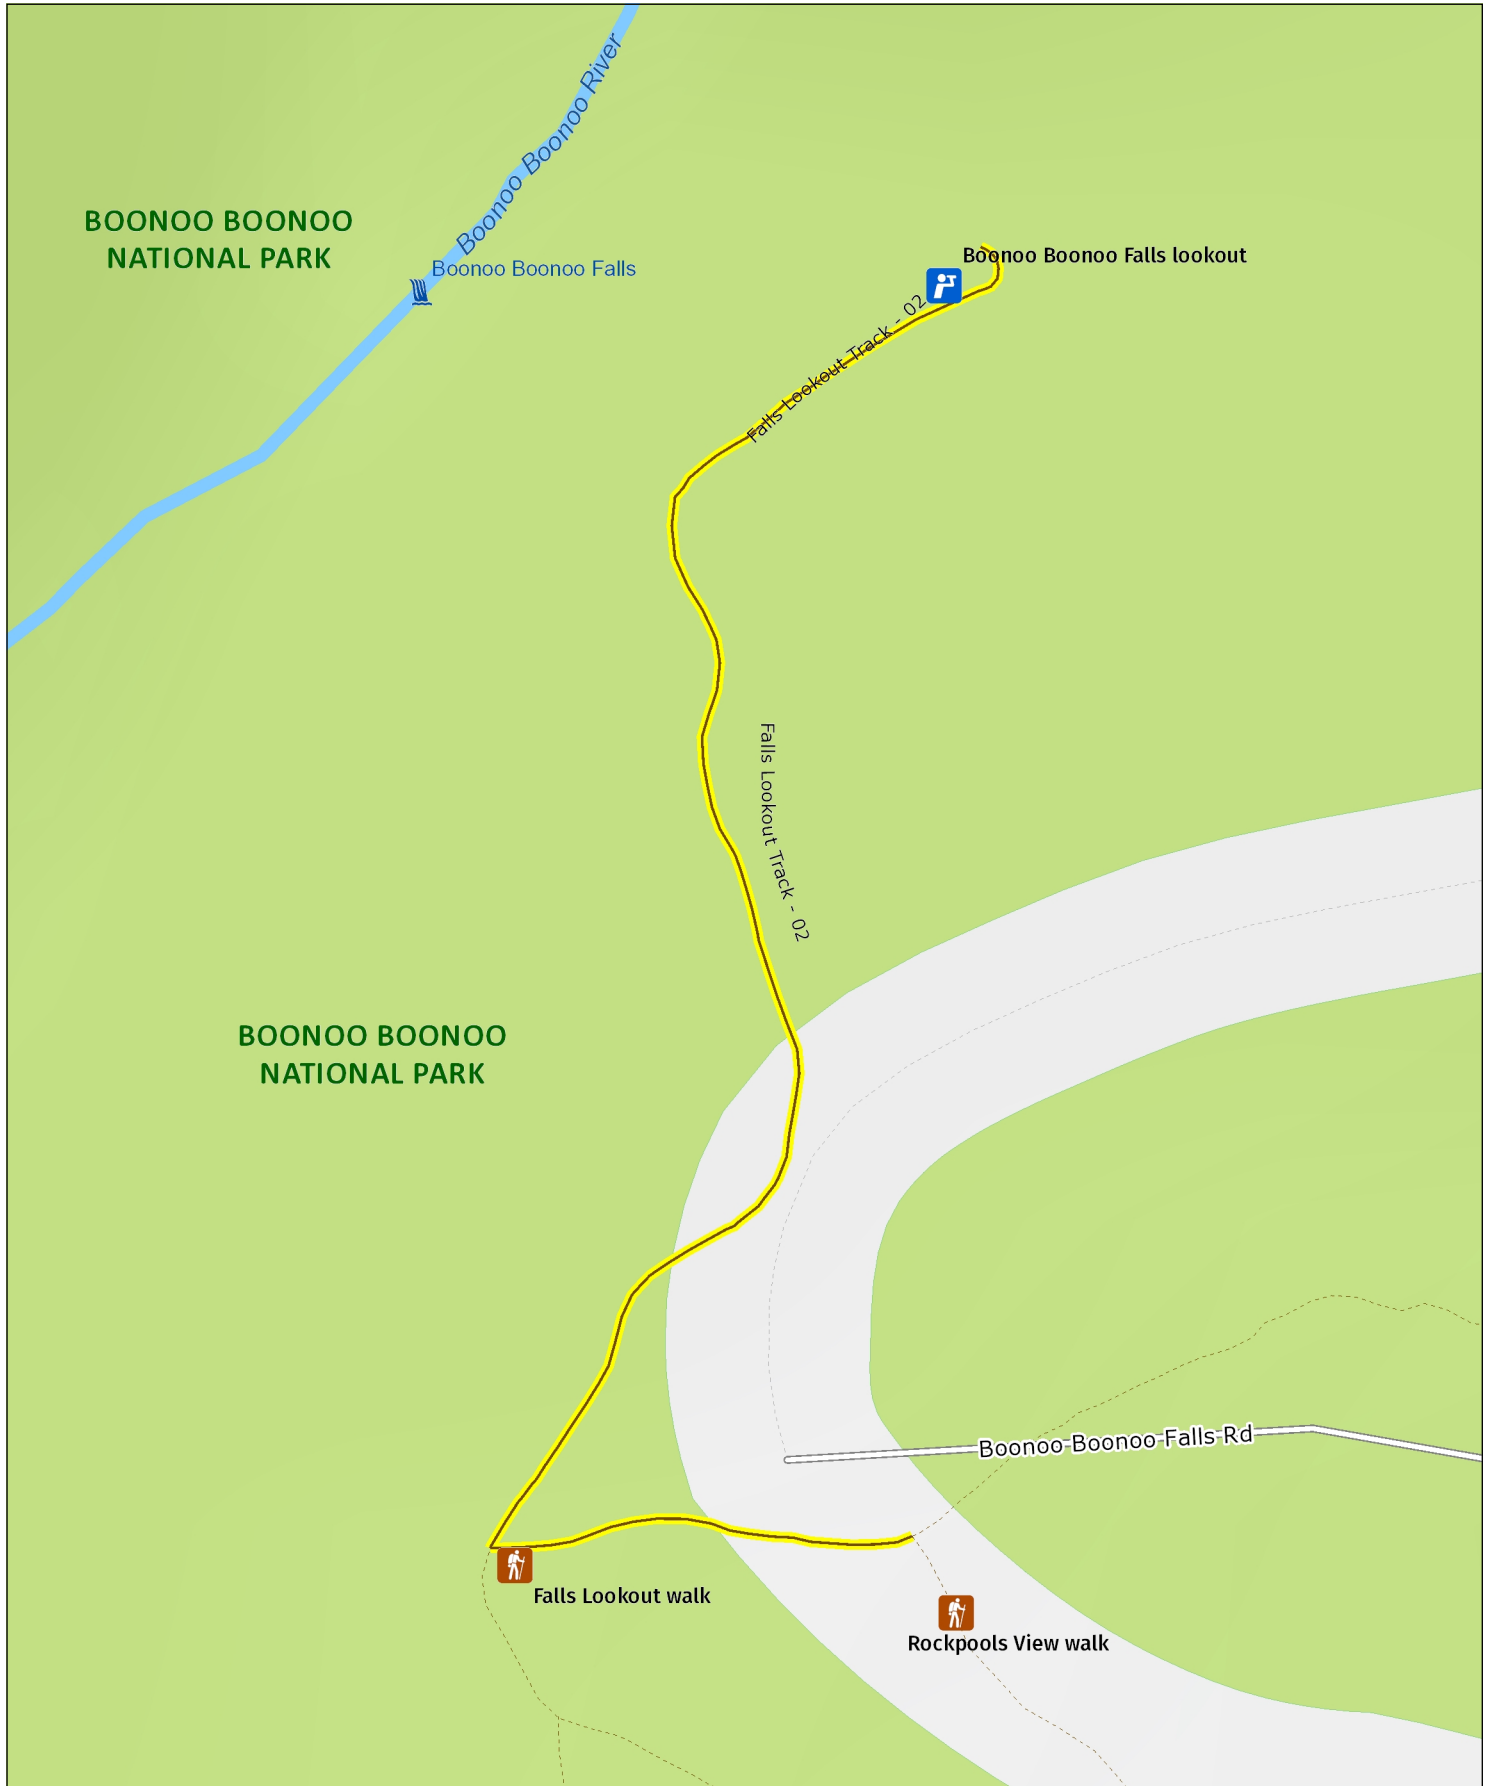 Boonoo Boonoo River
BOONOO BOONOO
NATIONAL PARK
Boonoo Boonoo Falls
Boonoo Boonoo Falls lookout
Falls Lookout Track - 02
Falls Lookout Track - 02
BOONOO BOONOO
NATIONAL PARK
Boonoo Boonoo Falls Rd
Falls Lookout walk
Rockpools View walk